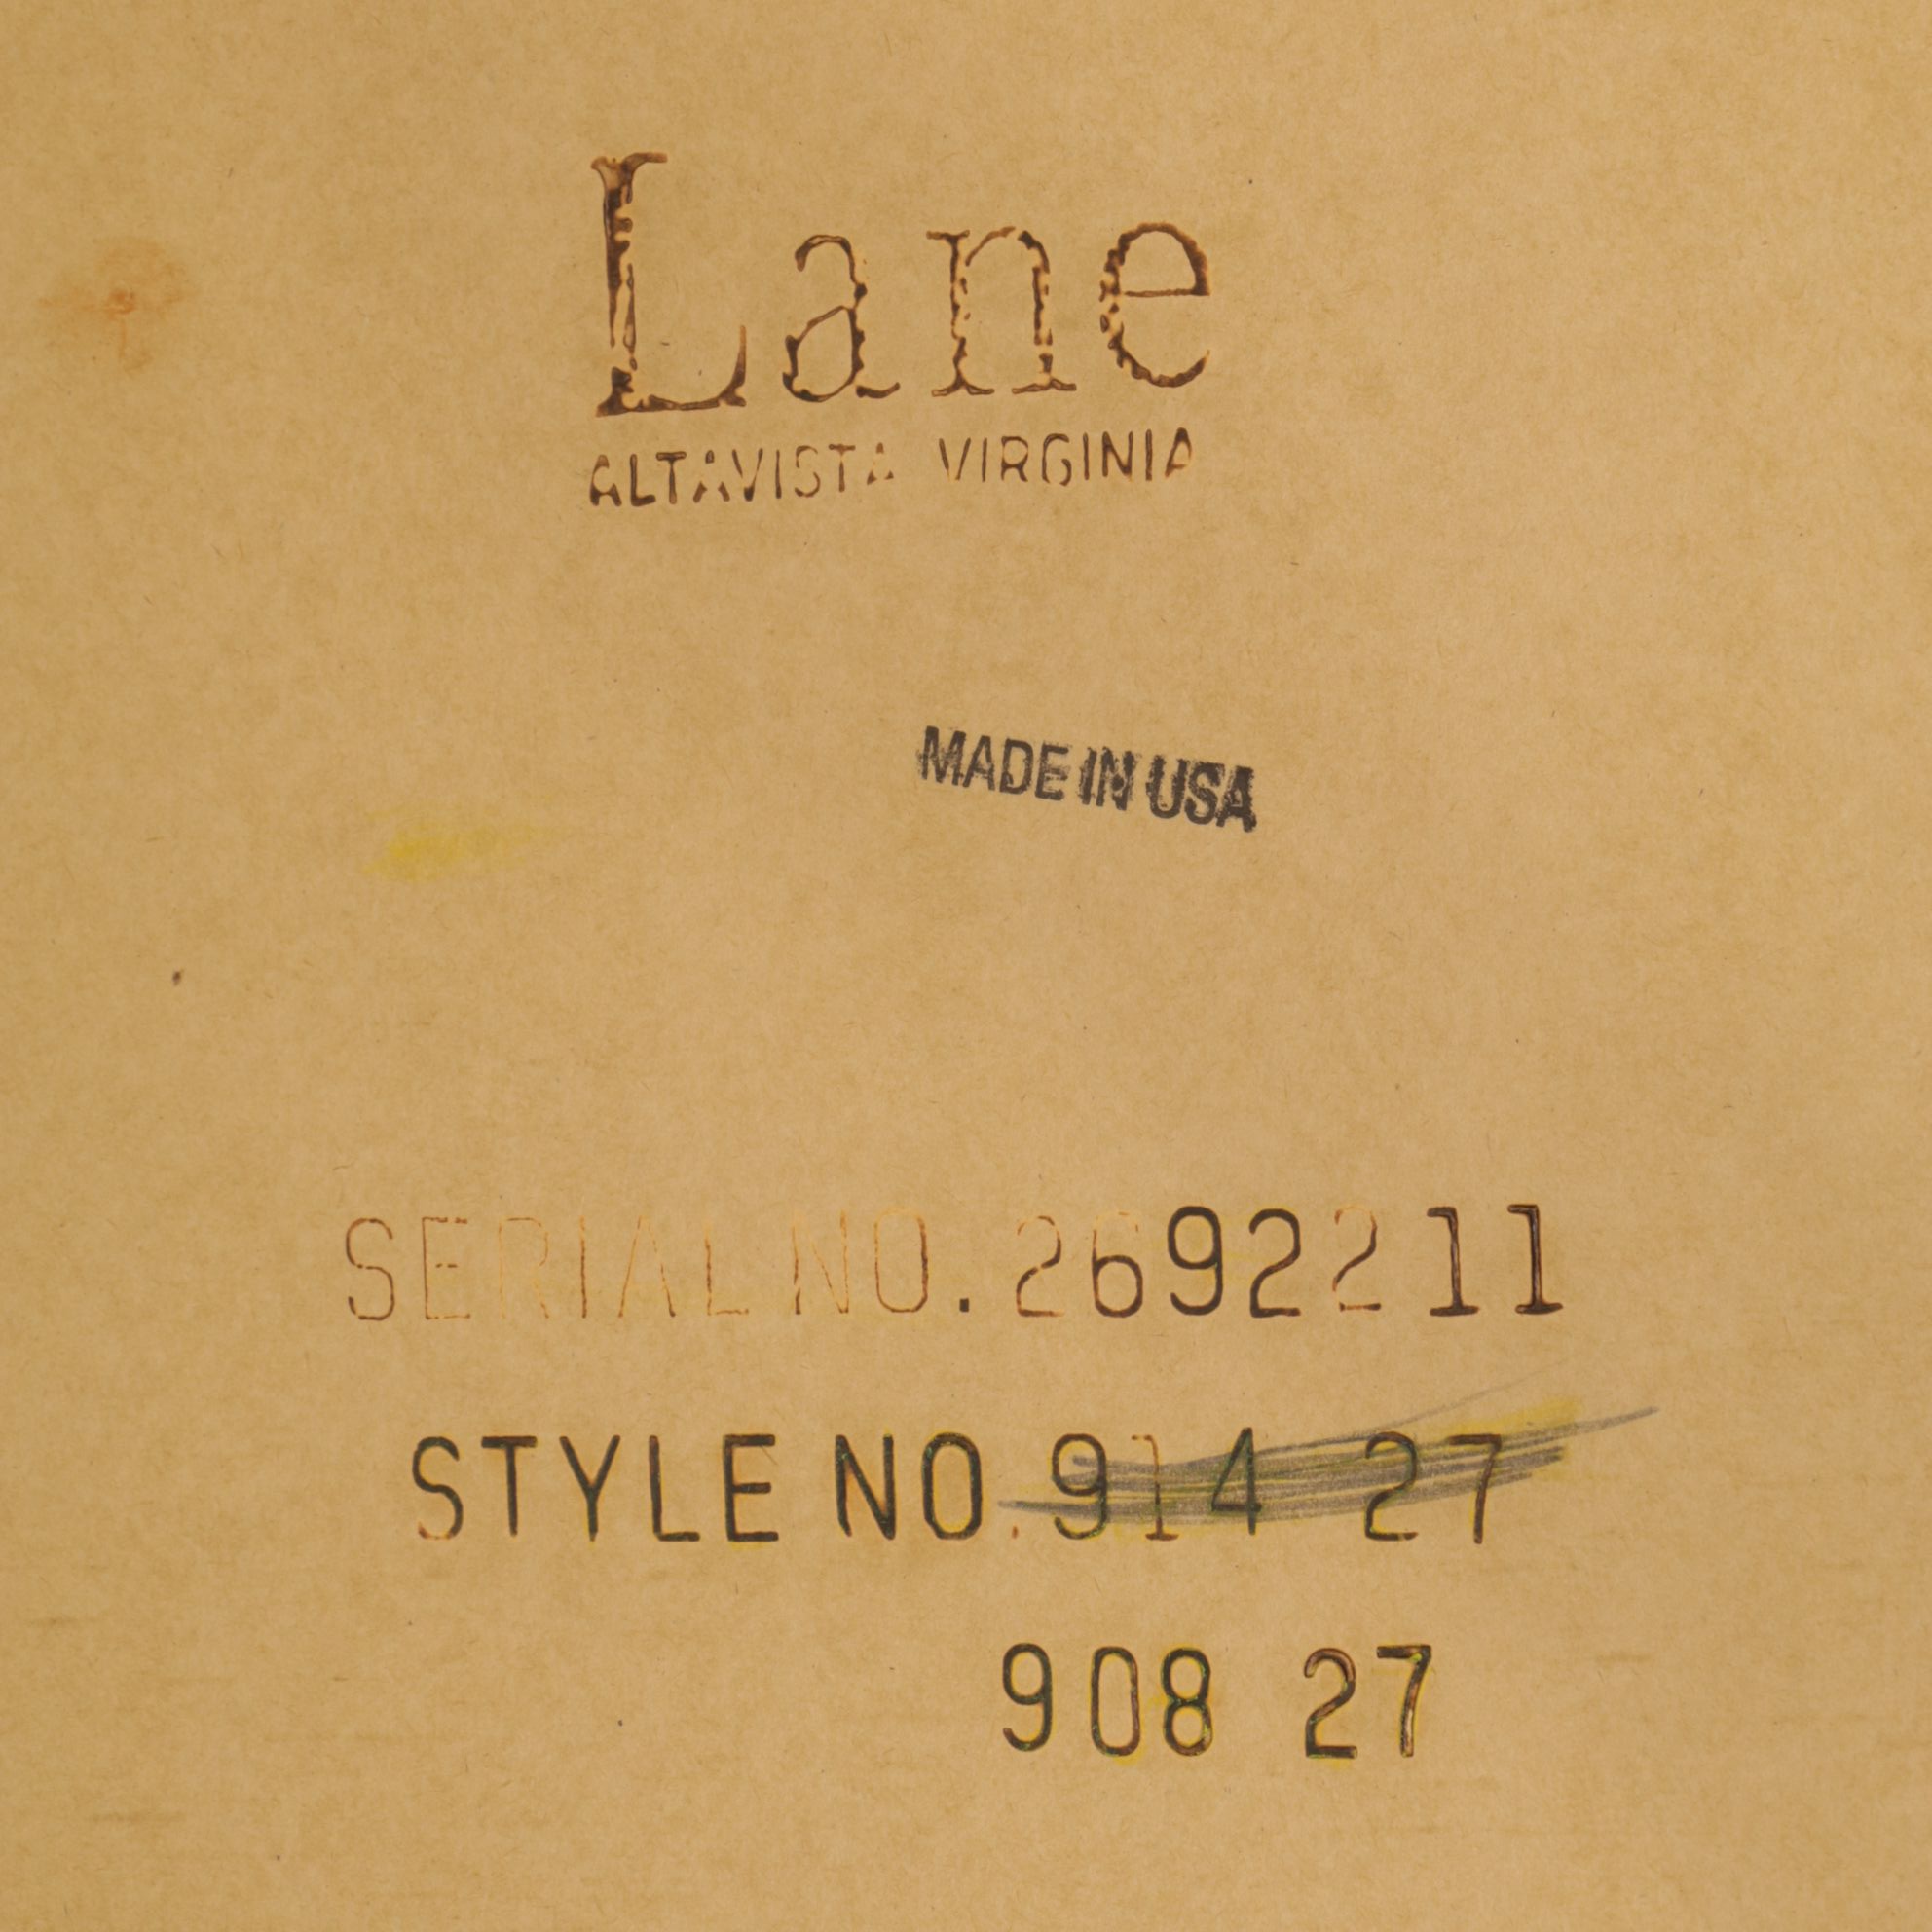 Lane
ALTAVISTA VIRGINIA
MADE IN USA
SERIAL NO. 2692211
STYLE NO. 914 27
908 27